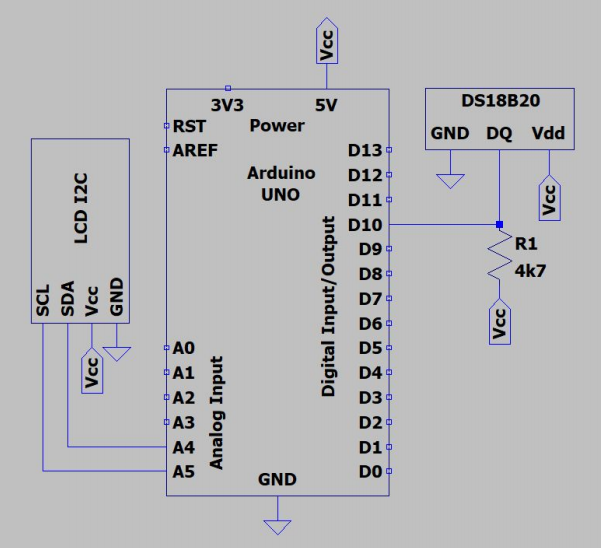 Vcc
3V3
5V
Power
RST
AREF
Arduino
UNO
D13
D12
D11
D10
D9
D8
D7
D6
D5
D4
D3
D2
D1
D0
Digital Input/Output
A0
A1
A2
A3
A4
A5
Analog Input
GND
LCD I2C
SCL
SDA
Vcc
GND
Vcc
DS18B20
GND DQ Vdd
Vcc
R1
4k7
Vcc